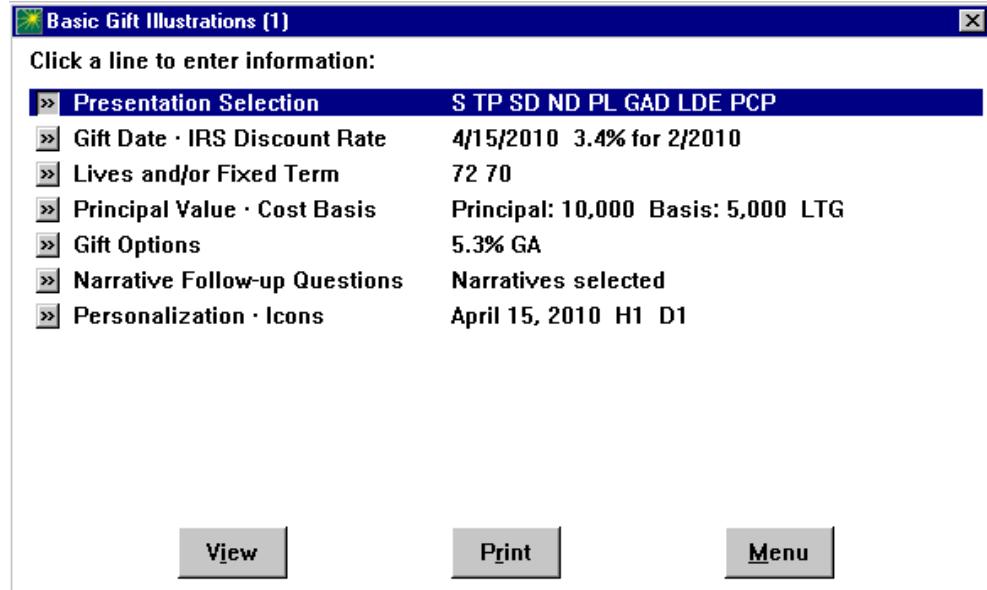 Basic Gift Illustrations (1)
Click a line to enter information:
Presentation Selection S TP SD ND PL GAD LDE PCP
Gift Date · IRS Discount Rate 4/15/2010 3.4% for 2/2010
Lives and/or Fixed Term 72 70
Principal Value · Cost Basis Principal: 10,000 Basis: 5,000 LTG
Gift Options 5.3% GA
Narrative Follow-up Questions Narratives selected
Personalization · Icons April 15, 2010 H1 D1
View Print Menu